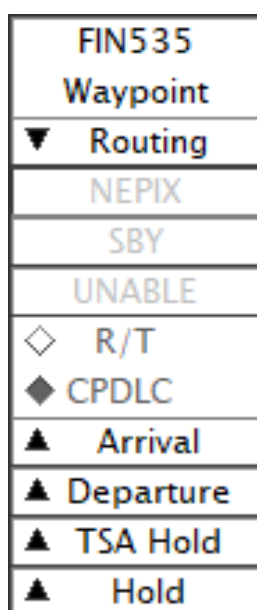 FIN535
Waypoint
Routing
NEPIX
SBY
UNABLE
R/T
CPDLC
Arrival
Departure
TSA Hold
Hold